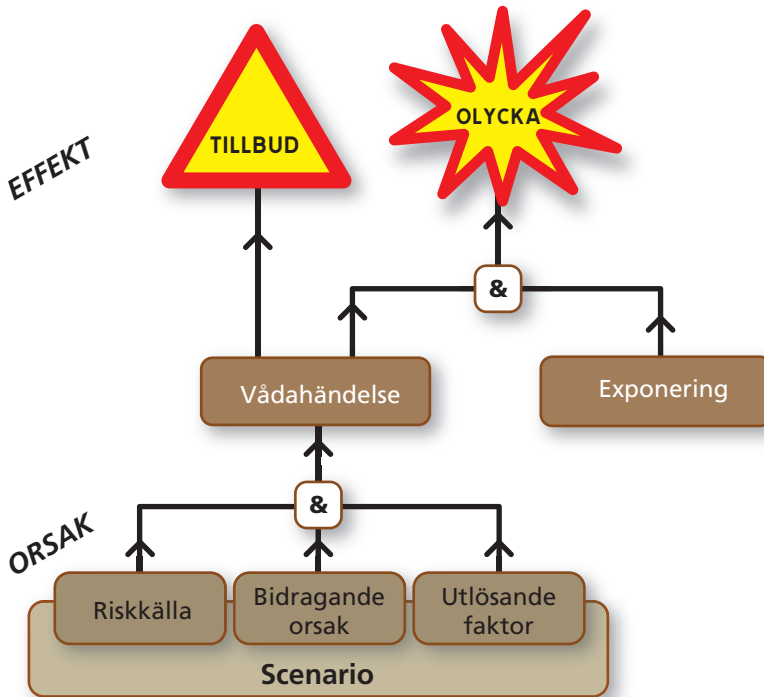 TILLBUD
OLYCKA
EFFEKT
&
Vådahändelse
Exponering
&
ORSAK
Riskkälla
Bidragande
orsak
Utlösande
faktor
Scenario